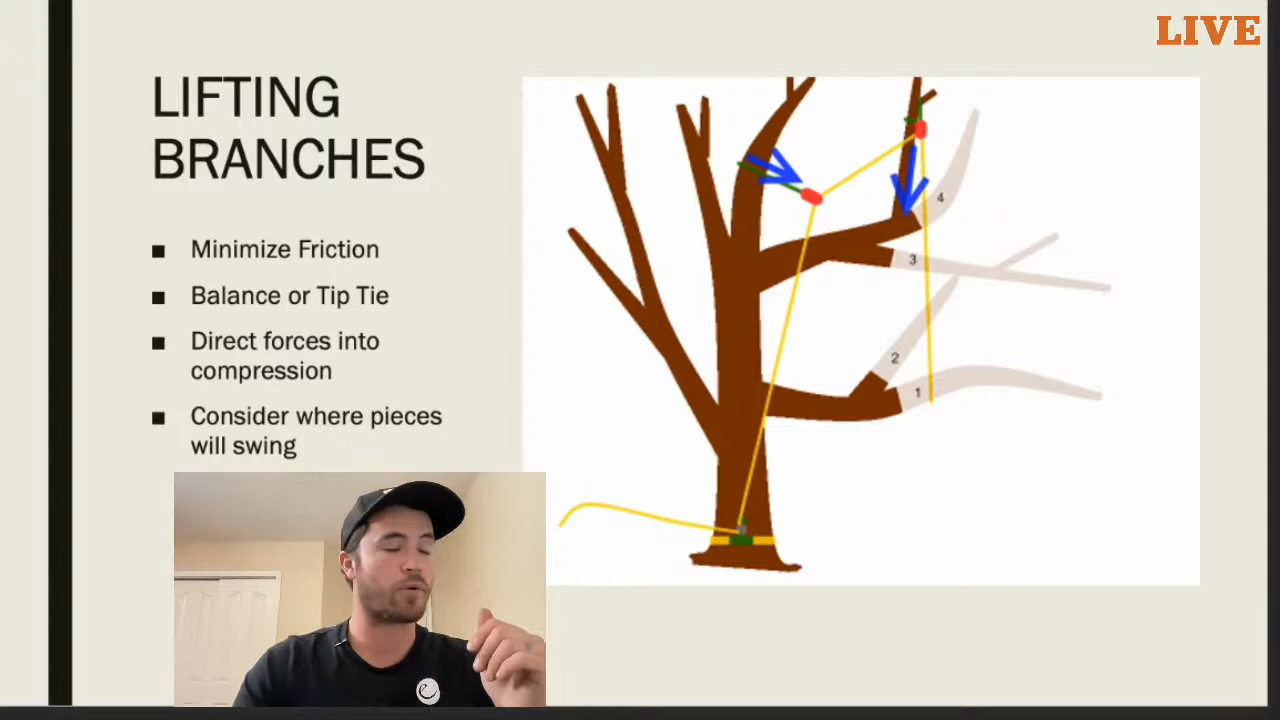 LIVE
LIFTING
BRANCHES
Minimize Friction
Balance or Tip Tie
Direct forces into
compression
Consider where pieces
will swing
4
3
2
1